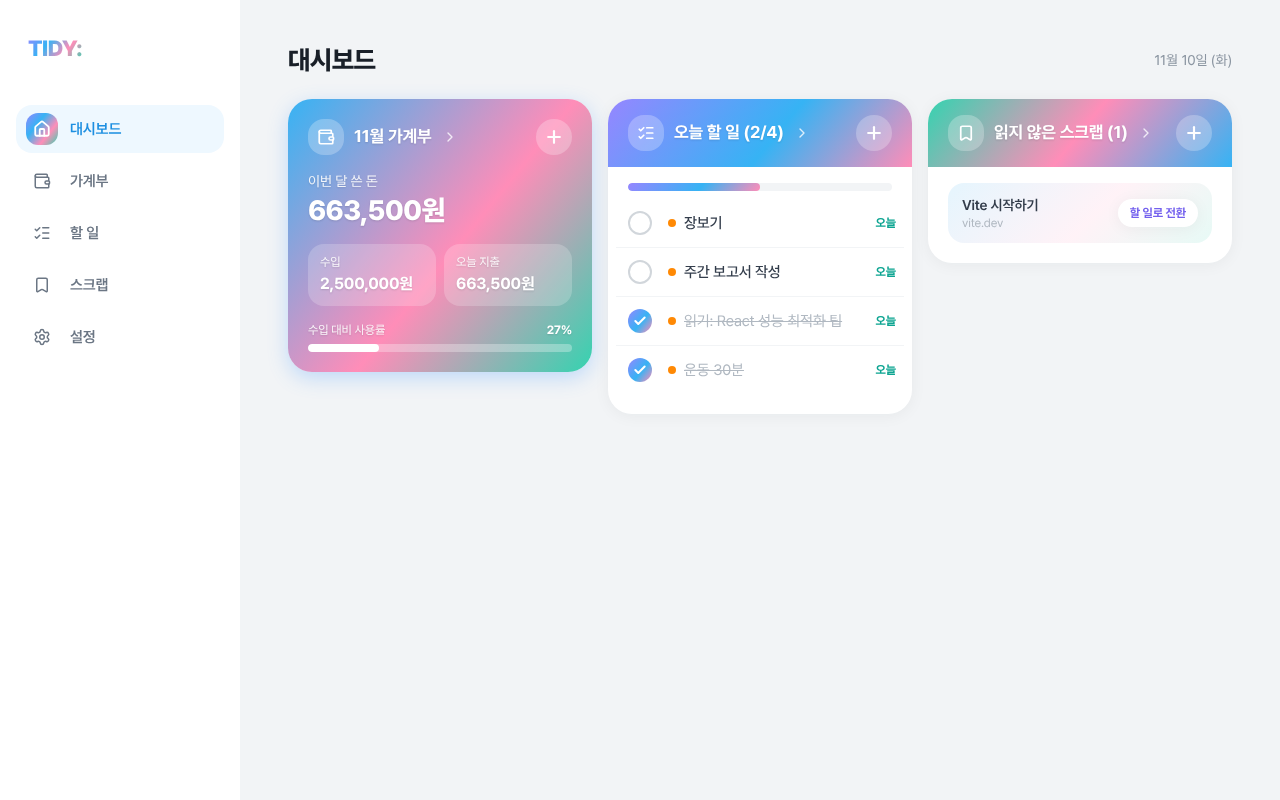 TIDY:
대시보드
가계부
할 일
스크랩
설정
대시보드
11월 10일 (화)
11월 가계부
이번 달 쓴 돈
663,500원
수입
2,500,000원
오늘 지출
663,500원
수입 대비 사용률
27%
오늘 할 일 (2/4)
장보기
오늘
주간 보고서 작성
오늘
읽기: React 성능 최적화 팁
오늘
운동 30분
오늘
읽지 않은 스크랩 (1)
Vite 시작하기
vite.dev
할 일로 전환